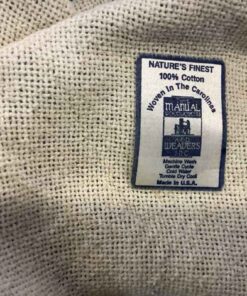 NATURE'S FINEST
100% Cotton
Woven In The Carolines
MANUAL
WEAVERS
Machine Wash
Gentle Cycle
Cold Water
Tumble Dry Cool
Made In U.S.A.